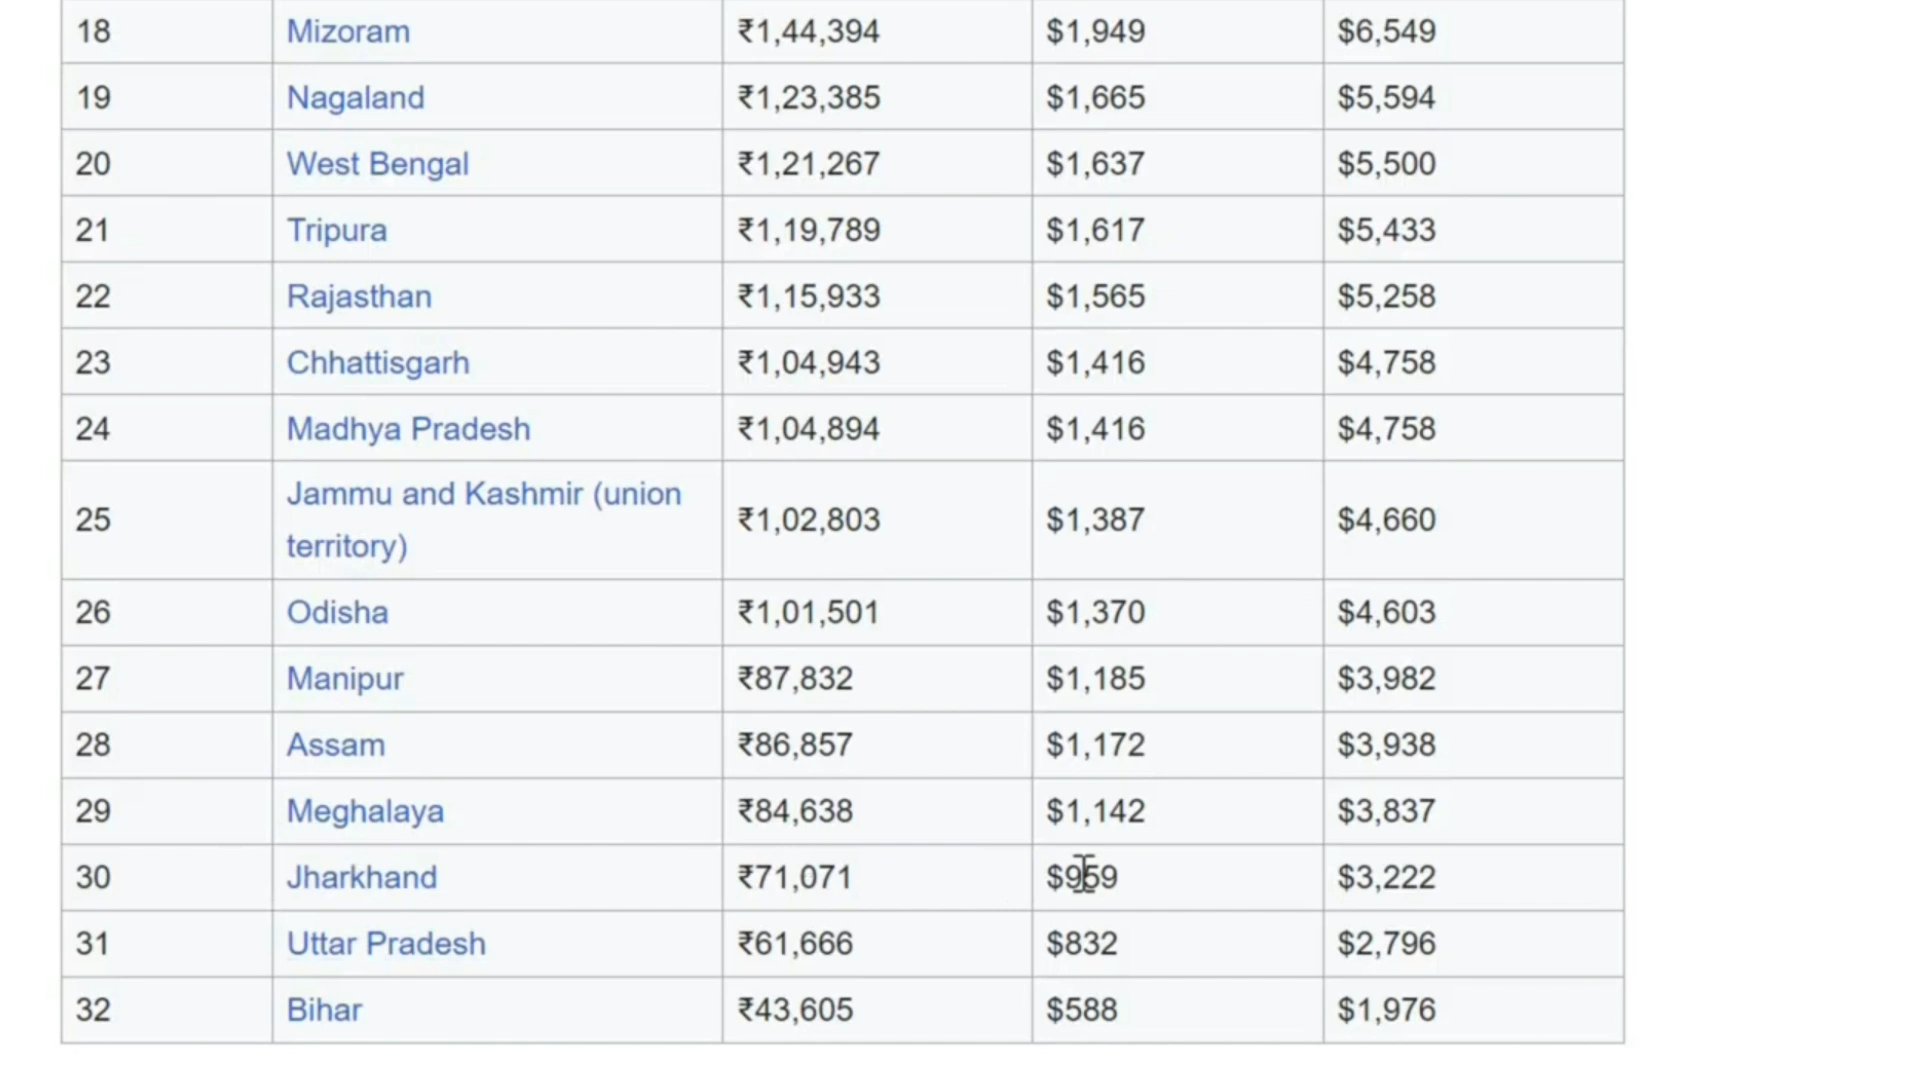 18 Mizoram ₹1,44,394 $1,949 $6,549
19 Nagaland ₹1,23,385 $1,665 $5,594
20 West Bengal ₹1,21,267 $1,637 $5,500
21 Tripura ₹1,19,789 $1,617 $5,433
22 Rajasthan ₹1,15,933 $1,565 $5,258
23 Chhattisgarh ₹1,04,943 $1,416 $4,758
24 Madhya Pradesh ₹1,04,894 $1,416 $4,758
25 Jammu and Kashmir (union
territory) ₹1,02,803 $1,387 $4,660
26 Odisha ₹1,01,501 $1,370 $4,603
27 Manipur ₹87,832 $1,185 $3,982
28 Assam ₹86,857 $1,172 $3,938
29 Meghalaya ₹84,638 $1,142 $3,837
30 Jharkhand ₹71,071 $959 $3,222
31 Uttar Pradesh ₹61,666 $832 $2,796
32 Bihar ₹43,605 $588 $1,976